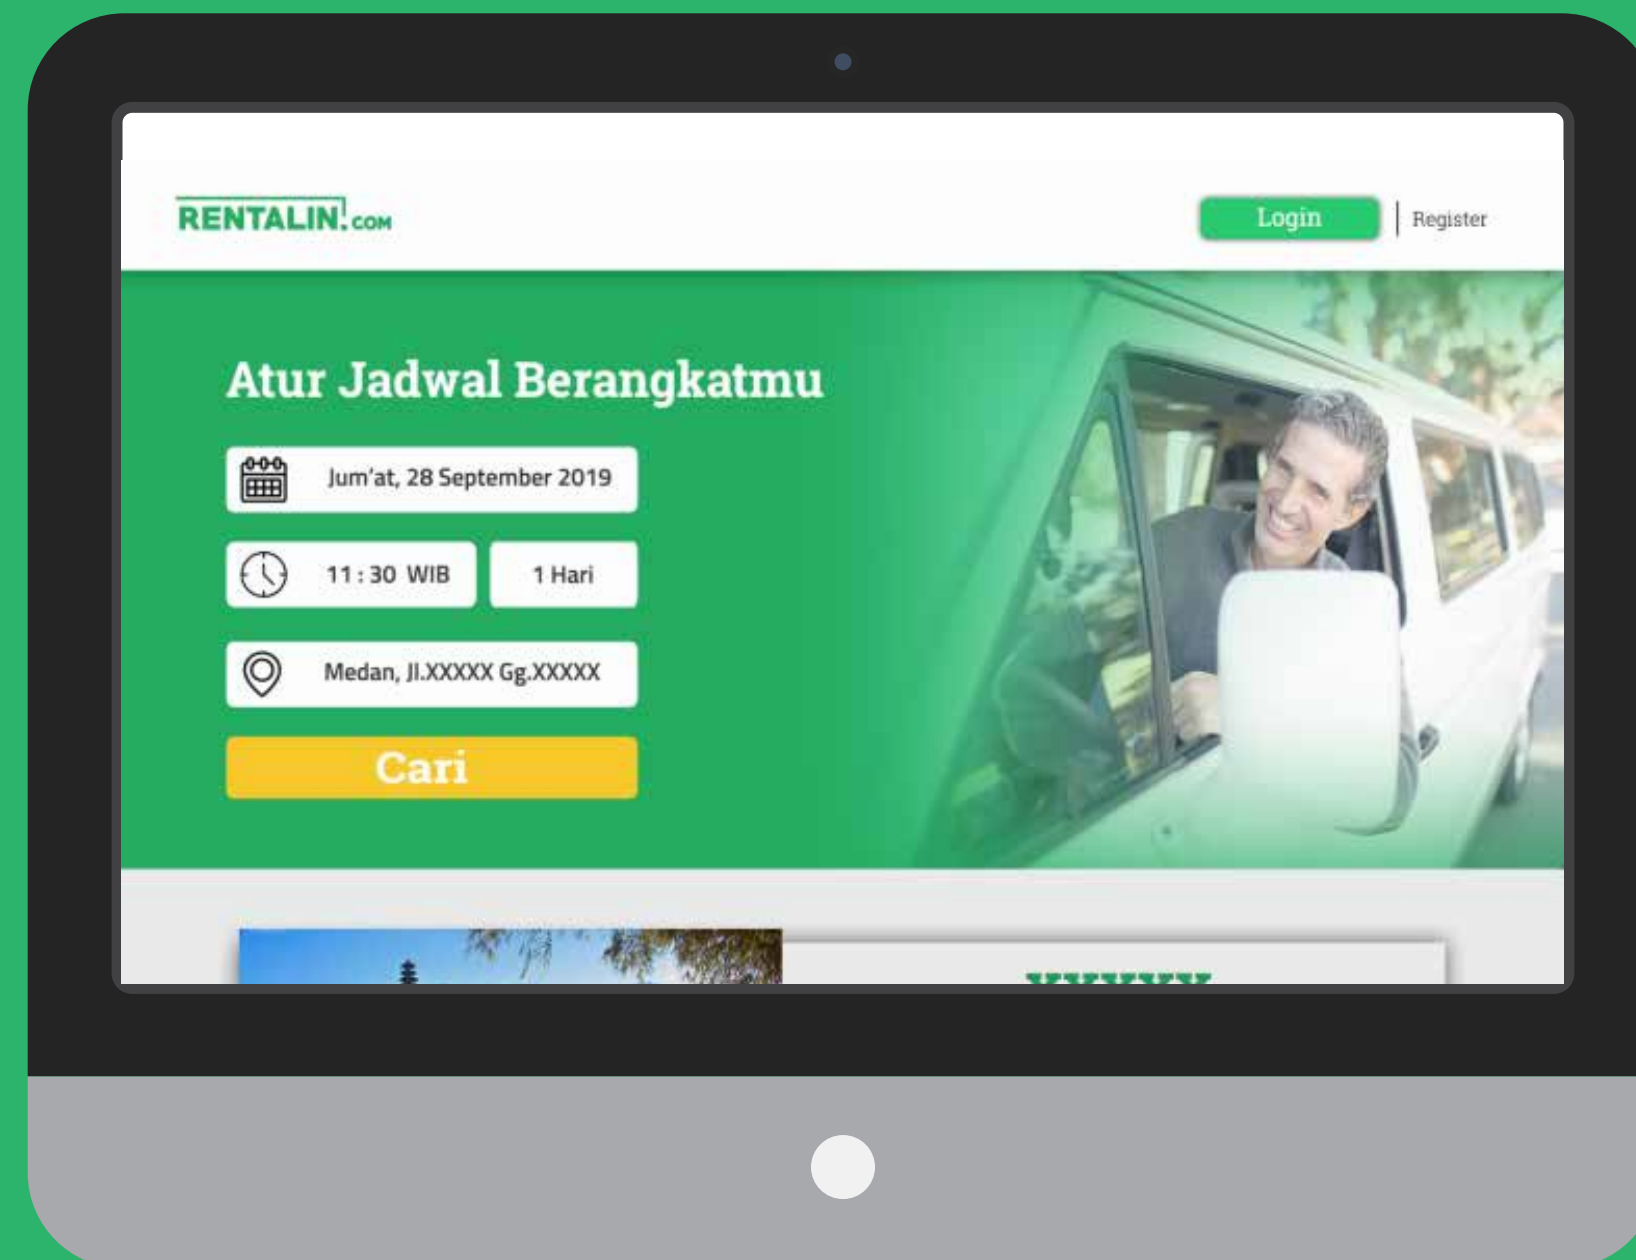 RENTALIN.COM
Login
Register
Atur Jadwal Berangkatmu
Jum'at, 28 September 2019
11 : 30 WIB
1 Hari
Medan, Jl.XXXXX Gg.XXXXX
Cari